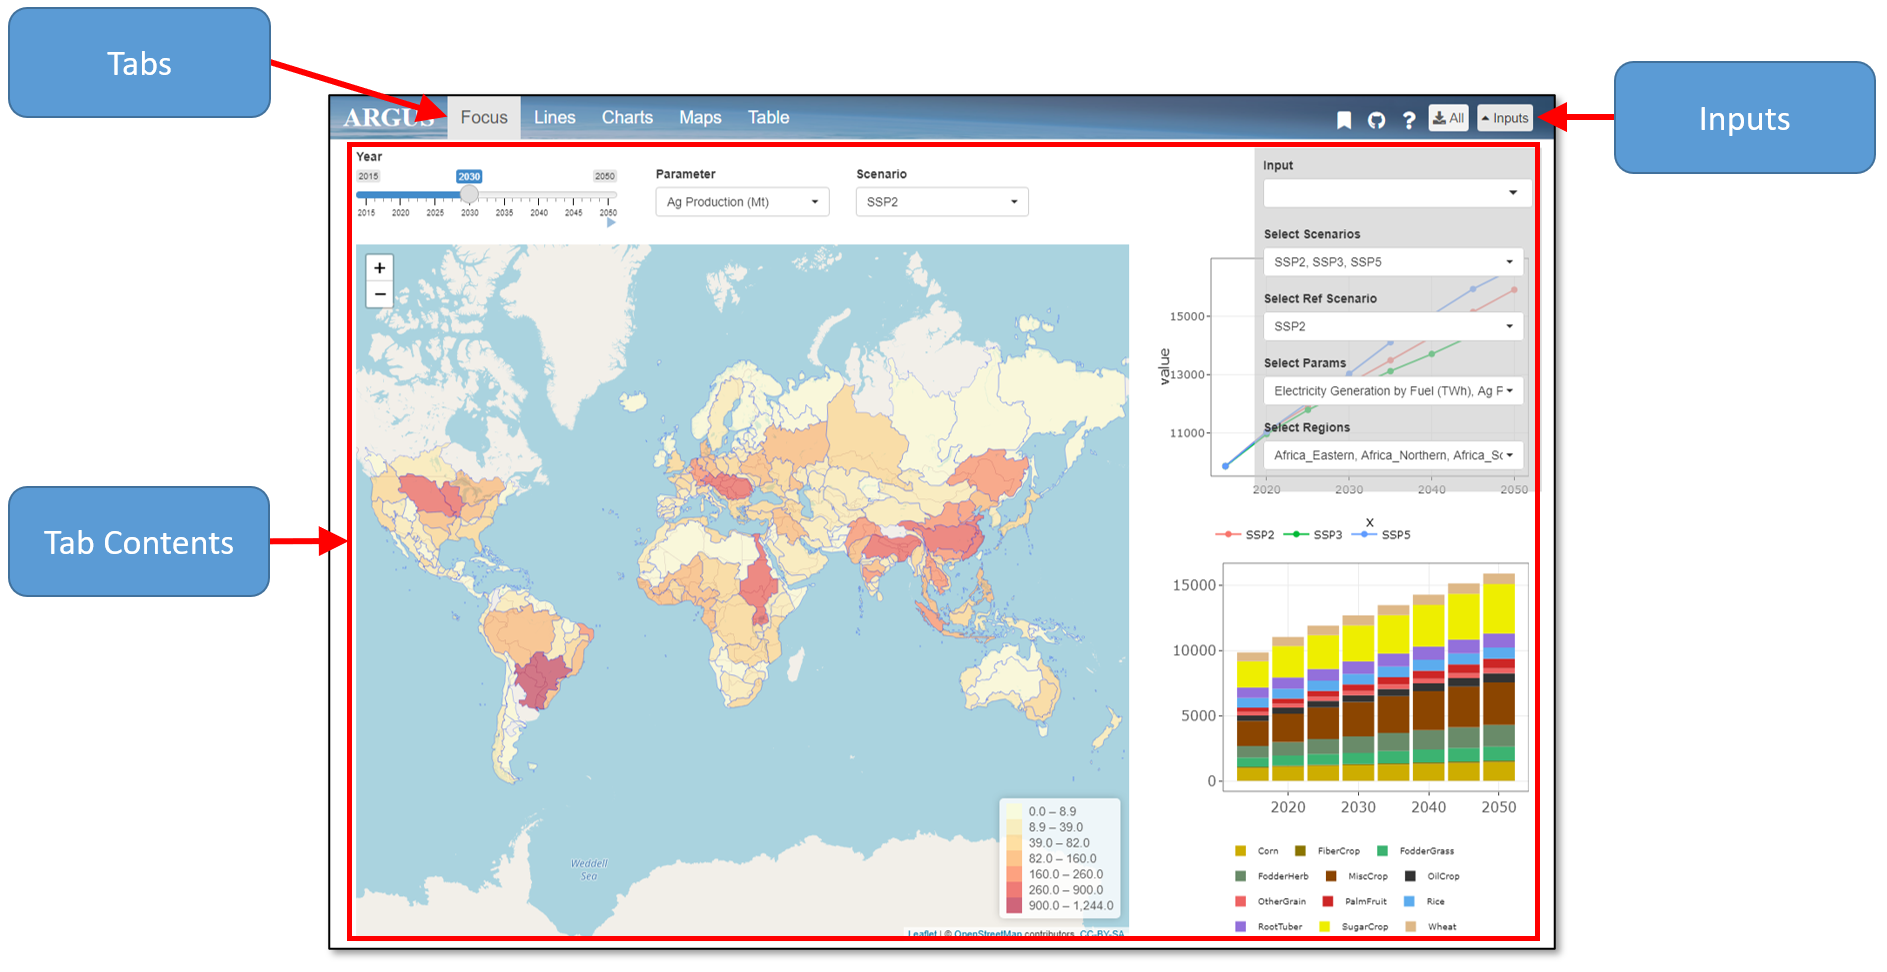 Tabs
Inputs
Tab Contents
ARGUS Focus Lines Charts Maps Table ? All Inputs
Year
2015 2030 2050
2015 2020 2025 2030 2035 2040 2045 2050
Parameter
Ag Production (Mt)
Scenario
SSP2
+
−
Weddell
Sea
0.0 – 8.9
8.9 – 39.0
39.0 – 82.0
82.0 – 160.0
160.0 – 260.0
260.0 – 900.0
900.0 – 1,244.0
Leaflet | © OpenStreetMap contributors, CC-BY-SA
Input
Select Scenarios
SSP2, SSP3, SSP5
Select Ref Scenario
SSP2
Select Params
Electricity Generation by Fuel (TWh), Ag P
Select Regions
Africa_Eastern, Africa_Northern, Africa_Sc
value
15000
13000
11000
2020 2030 2040 2050
x
SSP2 SSP3 SSP5
15000
10000
5000
0
2020 2030 2040 2050
Corn FiberCrop FodderGrass
FodderHerb MiscCrop OilCrop
OtherGrain PalmFruit Rice
RootTuber SugarCrop Wheat